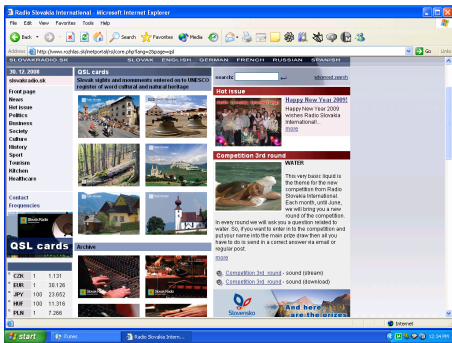 Radio Slovakia International - Microsoft Internet Explorer
File Edit View Favorites Tools Help
Back Search Favorites Media
Address http://www.rozhlas.sk/inetportal/rsi/core.php?lang=2&page=qsl Go Links
SLOVAKRADIO.SK SLOVAK ENGLISH GERMAN FRENCH RUSSIAN SPANISH
30. 12. 2008
slovakradio.sk
Front page
News
Hot issue
Politics
Business
Society
Culture
History
Sport
Tourism
Kitchen
Healthcare
Contact
Frequencies
Slovak Radio
QSL cards
CZK 1 1.131
EUR 1 30.126
JPY 100 23.652
HUF 100 11.316
PLN 1 7.266
QSL cards
Slovak sights and monuments entered on to UNESCO
register of word cultural and natural heritage
Archive
search:
advanced search
Hot issue
Happy New Year 2009!
Happy New Year 2009
wishes Radio Slovakia
International!...
more
Competition 3rd round
WATER
This very basic liquid is
the theme for the new
competition from Radio
Slovakia International.
Each month, until June,
we will bring you a new
round of the competition.
In every round we will ask you a question related to
water. So, if you want to enter in to the competition and
put your name into the main prize draw then all you
have to do is send in a correct answer via email or
regular post.
more
Competition 3rd round - sound (stream)
Competition 3rd round - sound (download)
Slovensko
And here
are the prizes
Internet
start iTunes Radio Slovakia Intern... 12:34 PM